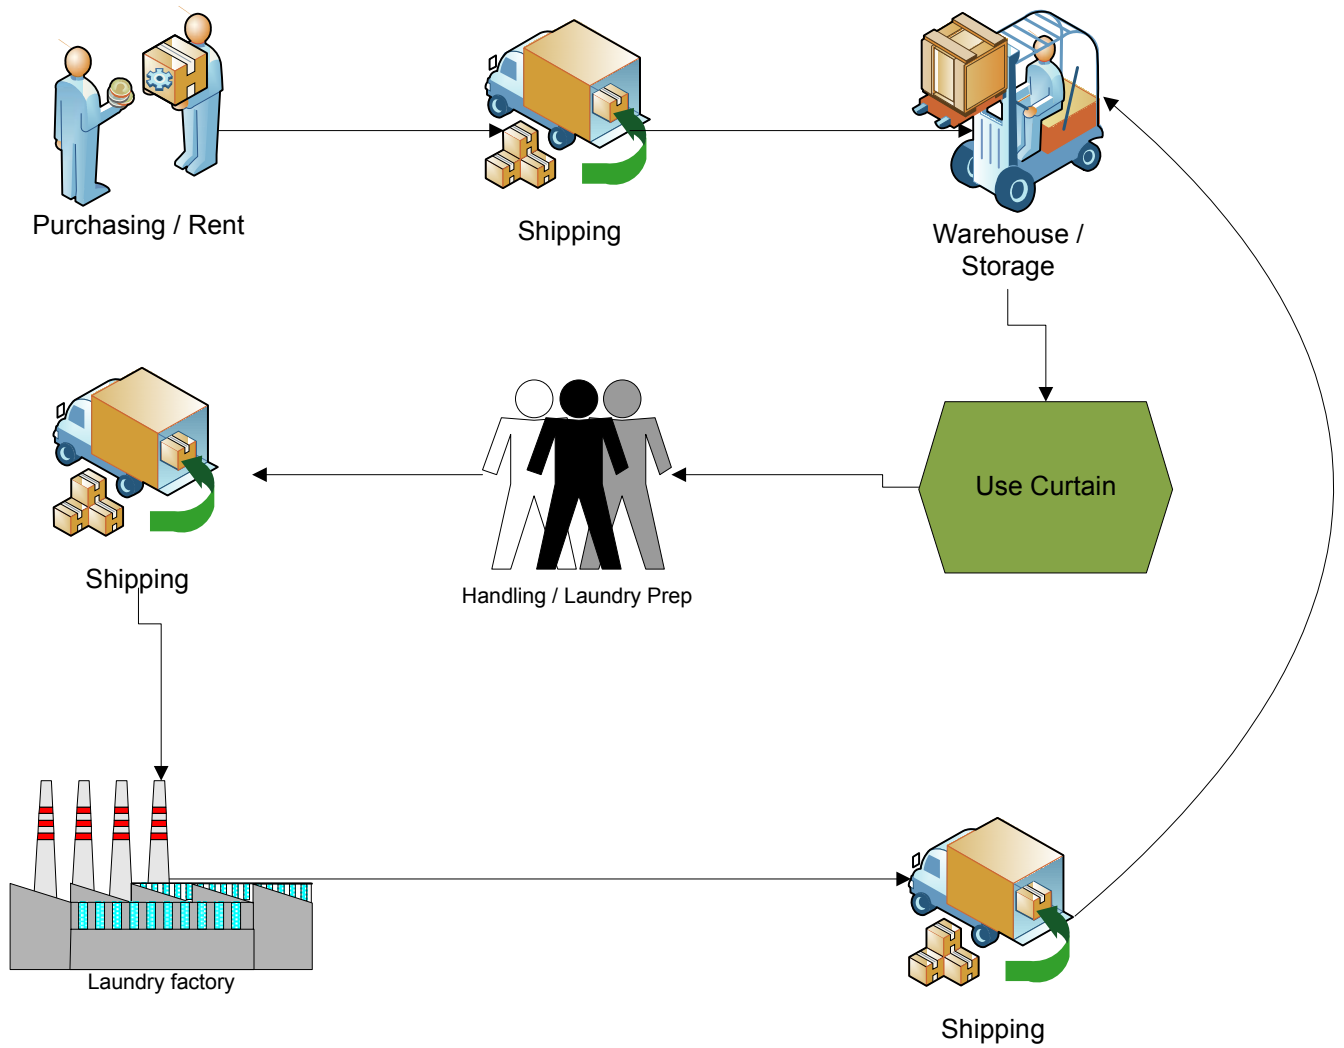 Purchasing / Rent
Shipping
Warehouse /
Storage
Shipping
Handling / Laundry Prep
Use Curtain
Laundry factory
Shipping